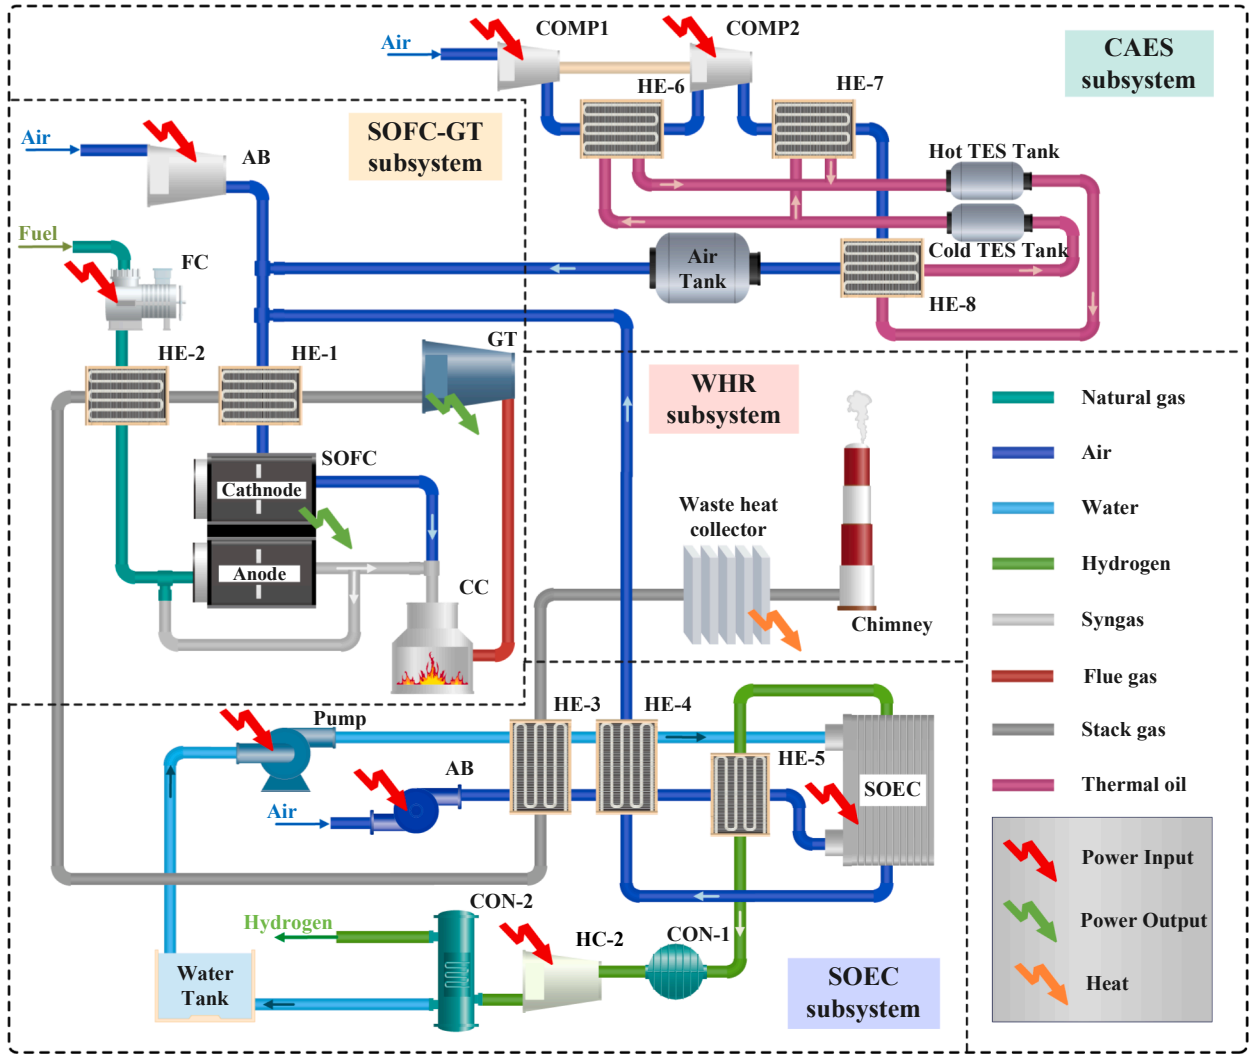 COMP1
COMP2
Air
CAES
subsystem
HE-6
HE-7
SOFC-GT
subsystem
Air
AB
Hot TES Tank
Fuel
FC
Cold TES Tank
Air
Tank
HE-8
HE-2
HE-1
GT
WHR
subsystem
Natural gas
SOFC
Air
Cathnode
Waste heat
collector
Water
Anode
Hydrogen
CC
Chimney
Syngas
Flue gas
HE-3
HE-4
Pump
Stack gas
HE-5
AB
SOEC
Thermal oil
Air
Power Input
CON-2
Hydrogen
HC-2
CON-1
Power Output
Water
Tank
SOEC
subsystem
Heat